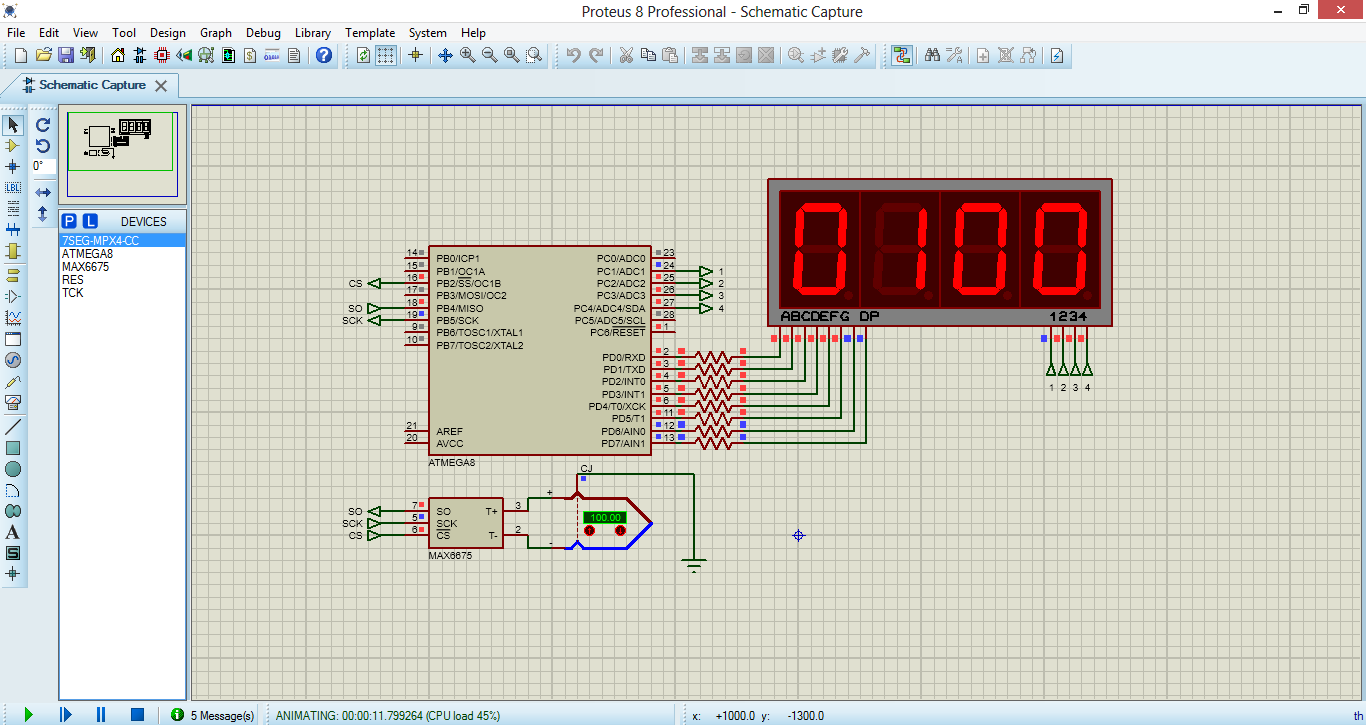 Proteus 8 Professional - Schematic Capture
File Edit View Tool Design Graph Debug Library Template System Help
Schematic Capture
0°
LBL
P L DEVICES
7SEG-MPX4-CC
ATMEGA8
MAX6675
RES
TCK
A
S
14 PB0/ICP1 PC0/ADC0 23
15 PB1/OC1A PC1/ADC1 24 1
CS 16 PB2/SS/OC1B PC2/ADC2 25 2
17 PB3/MOSI/OC2 PC3/ADC3 26 3
SO 18 PB4/MISO PC4/ADC4/SDA 27 4
SCK 19 PB5/SCK PC5/ADC5/SCL 28
9 PB6/TOSC1/XTAL1 PC6/RESET 1
10 PB7/TOSC2/XTAL2
PD0/RXD 2
PD1/TXD 3
PD2/INT0 4
PD3/INT1 5
PD4/T0/XCK 6
PD5/T1 11
21 AREF PD6/AIN0 12
20 AVCC PD7/AIN1 13
ATMEGA8
0100
ABCDEFG DP 1234
1 2 3 4
CJ
SO 7 SO T+ 3 +
SCK 5 SCK 100.00
CS 6 CS T- 2 -
MAX6675
5 Message(s) ANIMATING: 00:00:11.799264 (CPU load 45%) x: +1000.0 y: -1300.0 th